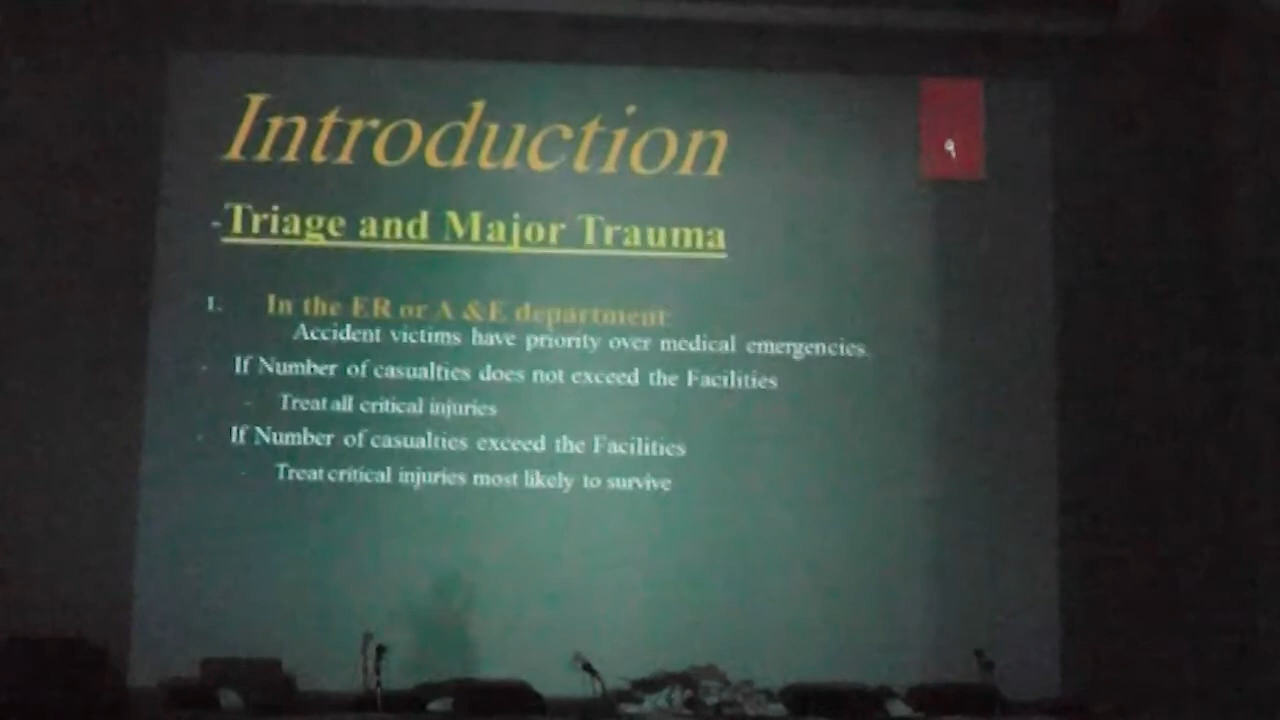 Introduction
9
-Triage and Major Trauma
1. In the ER or A &E department:
Accident victims have priority over medical emergencies.
- If Number of casualties does not exceed the Facilities
- Treat all critical injuries
- If Number of casualties exceed the Facilities
- Treat critical injuries most likely to survive